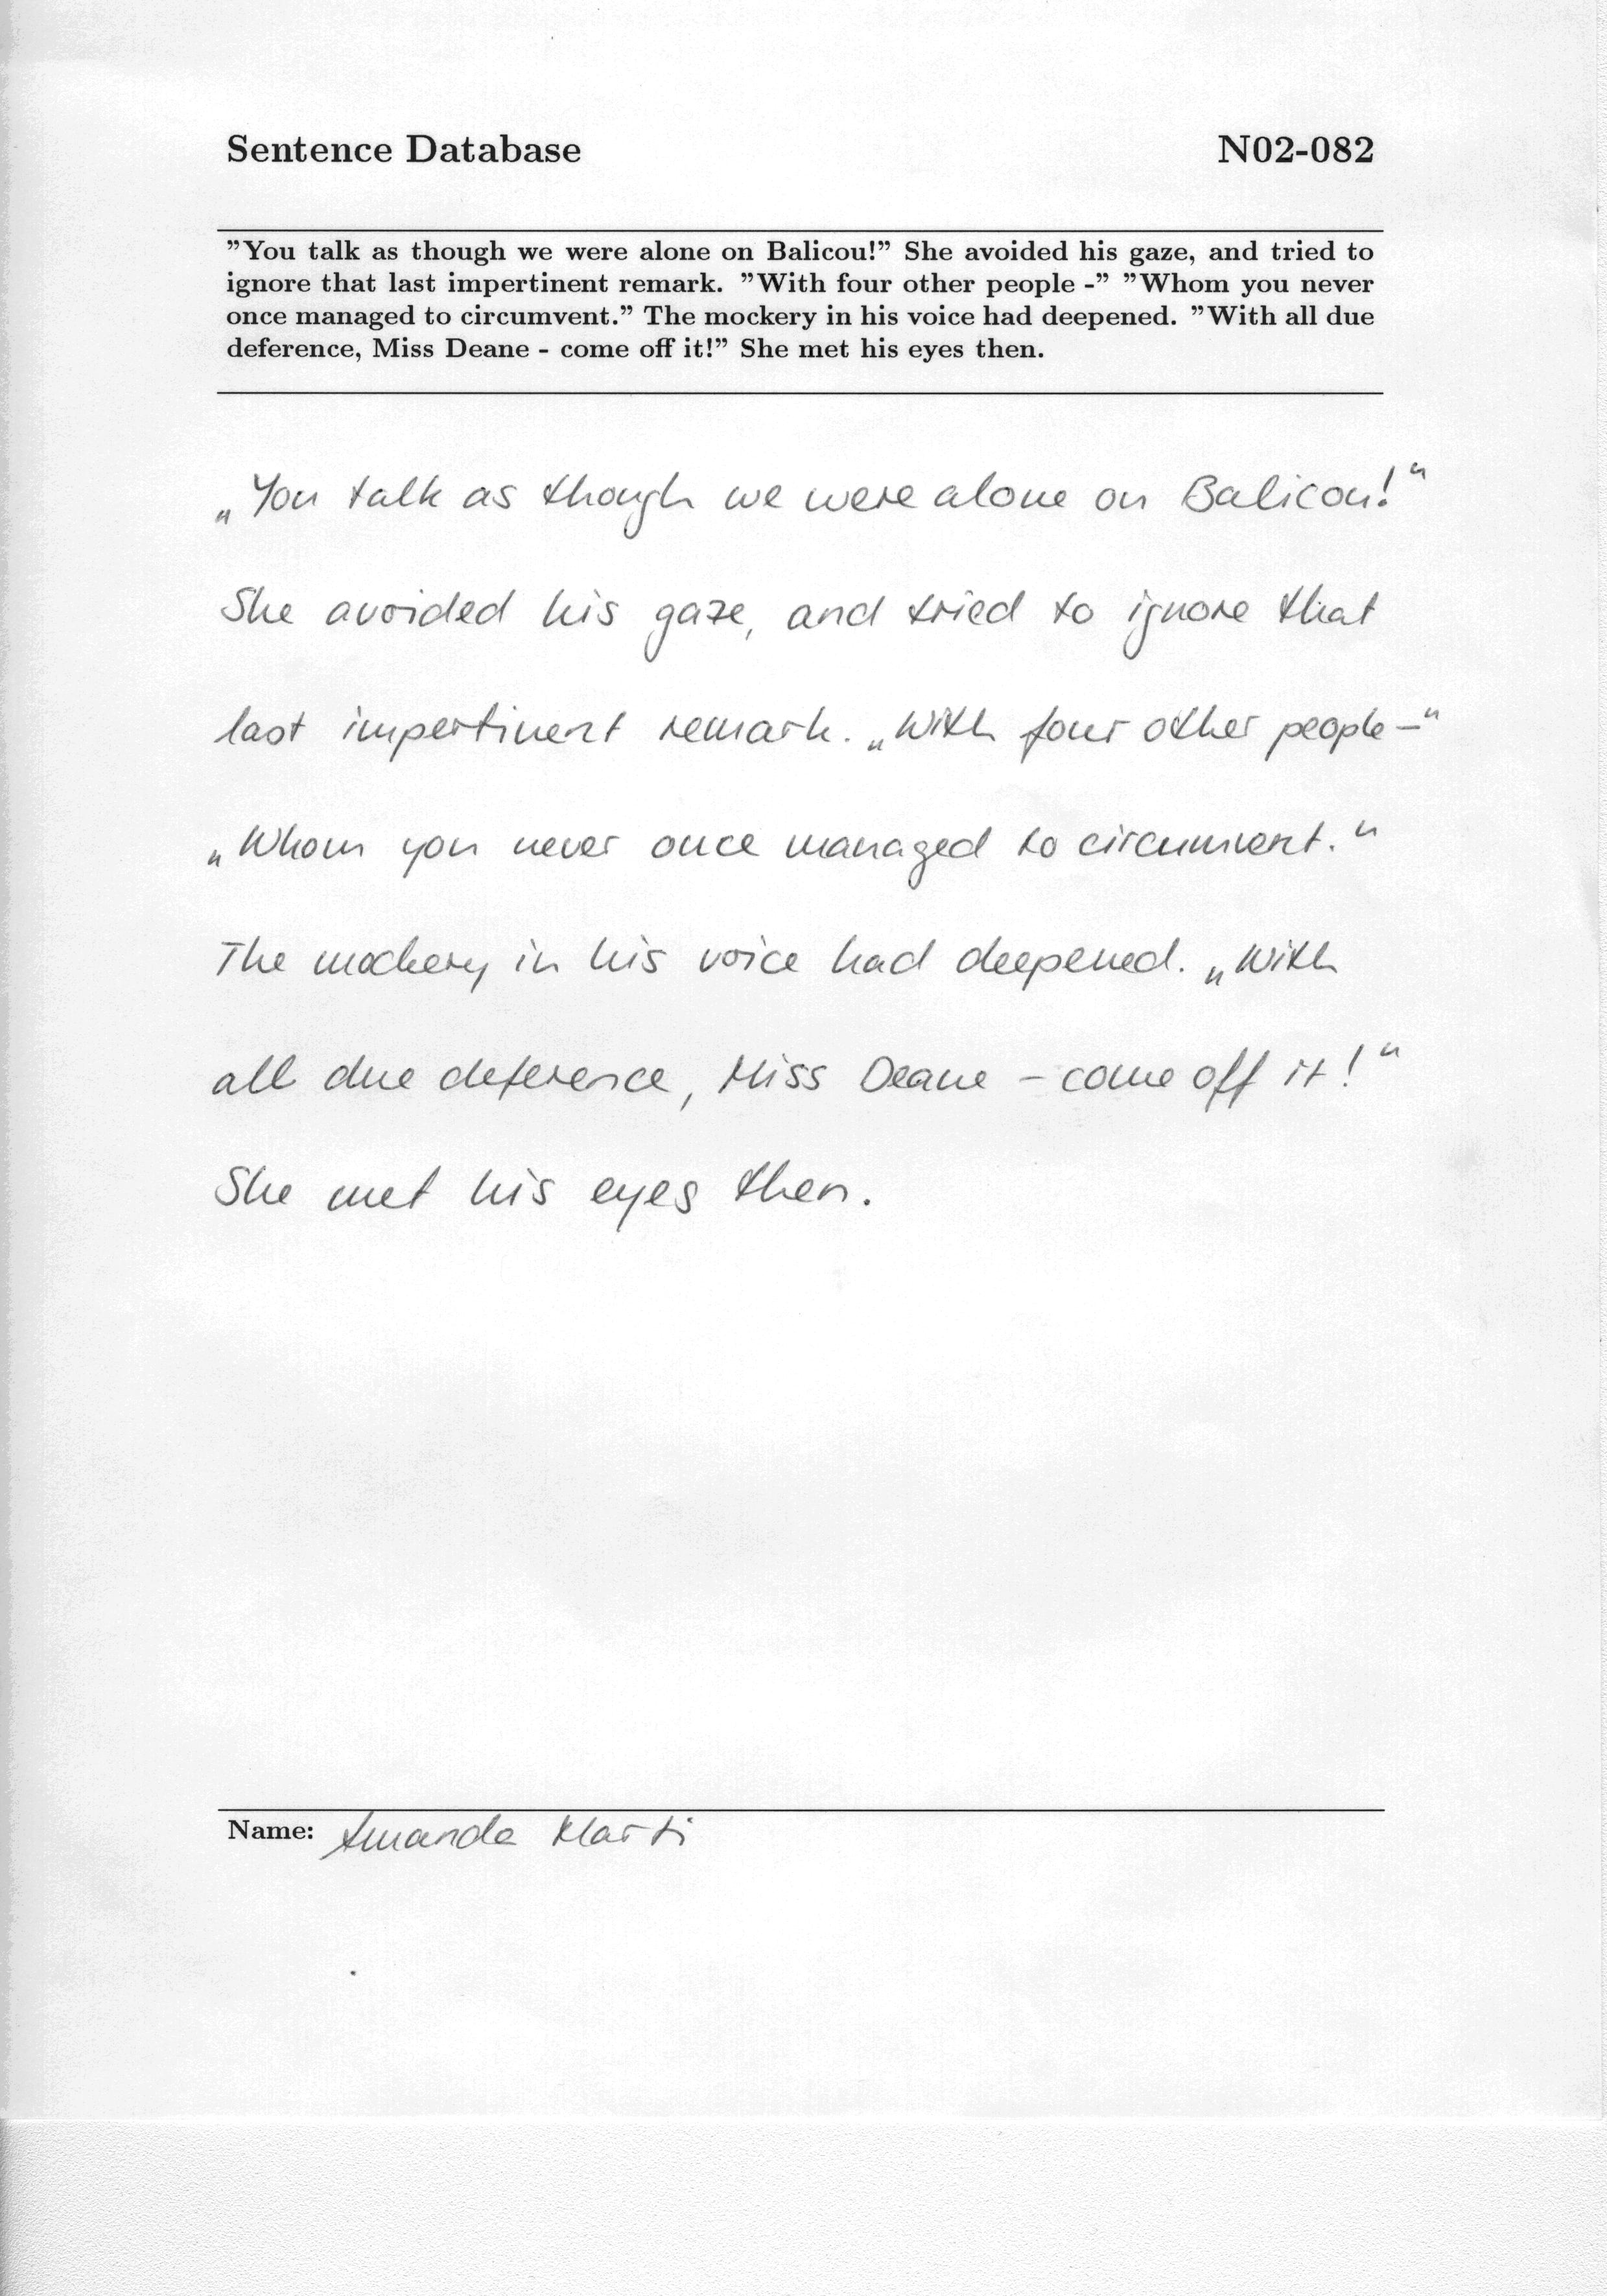 Sentence Database N02-082
”You talk as though we were alone on Balicou!” She avoided his gaze, and tried to
ignore that last impertinent remark. ”With four other people -” ”Whom you never
once managed to circumvent.” The mockery in his voice had deepened. ”With all due
deference, Miss Deane - come off it!” She met his eyes then.
„You talk as though we were alone on Balicou!“
She avoided his gaze, and tried to ignore that
last impertinent remark. „With four other people -“
„Whom you never once managed to circumvent.“
The mockery in his voice had deepened. „With
all due deference, Miss Deane - come off it!“
She met his eyes then.
Name: Amanda Marti